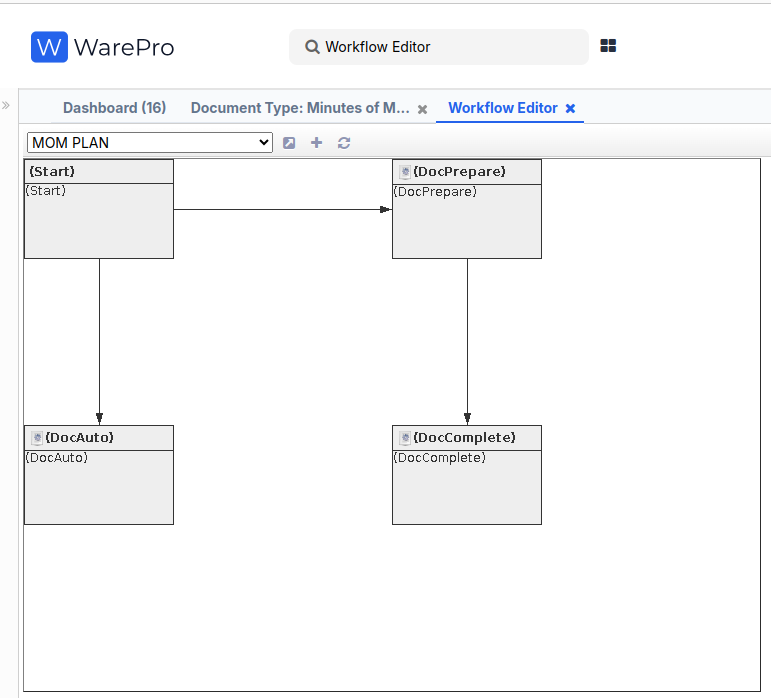 W WarePro
Workflow Editor
Dashboard (16) Document Type: Minutes of M... Workflow Editor
MOM PLAN
(Start)
(Start)
(DocPrepare)
(DocPrepare)
(DocAuto)
(DocAuto)
(DocComplete)
(DocComplete)